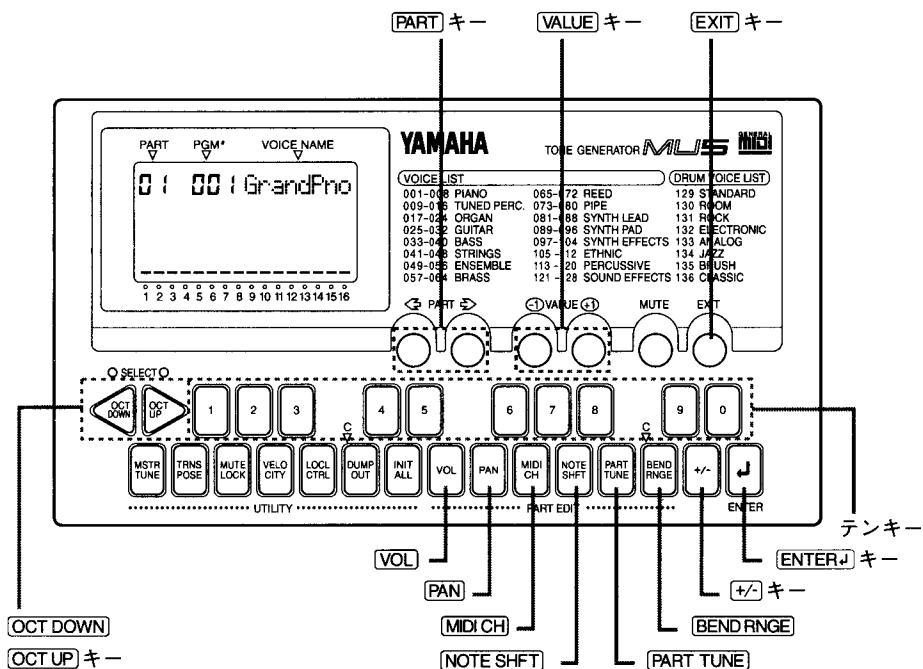 PART キー
VALUE キー
EXIT キー
PART PGM# VOICE NAME
01 001 GrandPno
1 2 3 4 5 6 7 8 9 10 11 12 13 14 15 16
YAMAHA
TONE GENERATOR MU5
GENERAL MIDI
VOICE LIST
DRUM VOICE LIST
001-008 PIANO 065-072 REED 129 STANDARD
009-016 TUNED PERC. 073-080 PIPE 130 ROOM
017-024 ORGAN 081-088 SYNTH LEAD 131 ROCK
025-032 GUITAR 089-096 SYNTH PAD 132 ELECTRONIC
033-040 BASS 097-104 SYNTH EFFECTS 133 ANALOG
041-048 STRINGS 105-112 ETHNIC 134 JAZZ
049-056 ENSEMBLE 113-120 PERCUSSIVE 135 BRUSH
057-064 BRASS 121-128 SOUND EFFECTS 136 CLASSIC
PART -1 VALUE +1 MUTE EXIT
SELECT
OCT DOWN
OCT UP
1 2 3 4 5 6 7 8 9 0
C C
MSTR TUNE
TRNS POSE
MUTE LOCK
VELO CITY
LOCL CTRL
DUMP OUT
INIT ALL
VOL
PAN
MIDI CH
NOTE SHFT
PART TUNE
BEND RNGE
+/-
↲
UTILITY PART EDIT ENTER
テンキー
VOL
ENTER↲ キー
PAN
+/- キー
OCT DOWN
MIDI CH
BEND RNGE
OCT UP キー
NOTE SHFT
PART TUNE